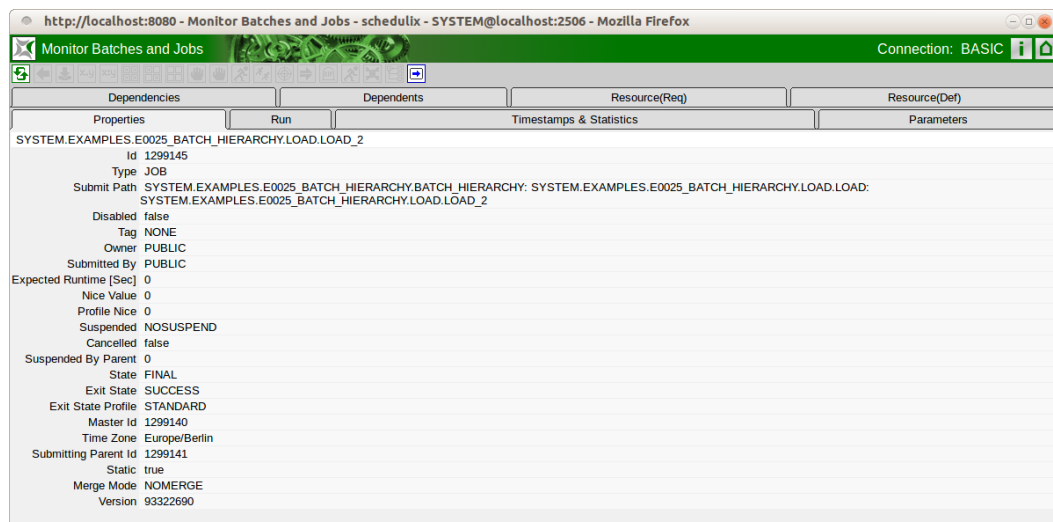 http://localhost:8080 - Monitor Batches and Jobs - schedulix - SYSTEM@localhost:2506 - Mozilla Firefox
Monitor Batches and Jobs
Connection: BASIC
Dependencies Dependents Resource(Req) Resource(Def)
Properties Run Timestamps & Statistics Parameters
SYSTEM.EXAMPLES.E0025_BATCH_HIERARCHY.LOAD.LOAD_2
Id 1299145
Type JOB
Submit Path SYSTEM.EXAMPLES.E0025_BATCH_HIERARCHY.BATCH_HIERARCHY: SYSTEM.EXAMPLES.E0025_BATCH_HIERARCHY.LOAD.LOAD:
SYSTEM.EXAMPLES.E0025_BATCH_HIERARCHY.LOAD.LOAD_2
Disabled false
Tag NONE
Owner PUBLIC
Submitted By PUBLIC
Expected Runtime [Sec] 0
Nice Value 0
Profile Nice 0
Suspended NOSUSPEND
Cancelled false
Suspended By Parent 0
State FINAL
Exit State SUCCESS
Exit State Profile STANDARD
Master Id 1299140
Time Zone Europe/Berlin
Submitting Parent Id 1299141
Static true
Merge Mode NOMERGE
Version 93322690